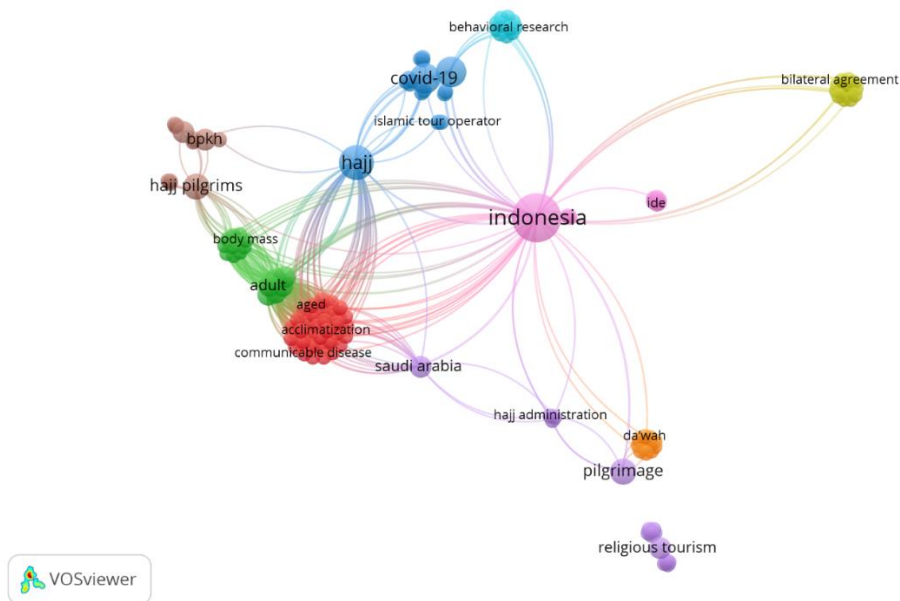 behavioral research
covid-19
bilateral agreement
islamic tour operator
bpkh
hajj
hajj pilgrims
ide
indonesia
body mass
adult
aged
acclimatization
communicable disease
saudi arabia
hajj administration
da'wah
pilgrimage
religious tourism
VOSviewer